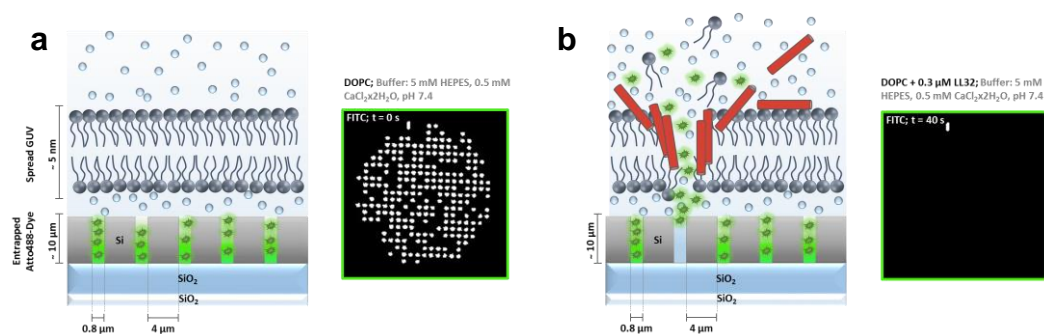 a
DOPC; Buffer: 5 mM HEPES, 0.5 mM
CaCl2x2H2O, pH 7.4
FITC; t = 0 s
Spread GUV
~ 5 nm
Entrapped
Atto488-Dye
~ 10 µm
Si
SiO2
SiO2
0.8 µm
4 µm
b
DOPC + 0.3 µM LL32; Buffer: 5 mM
HEPES, 0.5 mM CaCl2x2H2O, pH 7.4
FITC; t = 40 s
~ 10 µm
Si
SiO2
SiO2
0.8 µm
4 µm